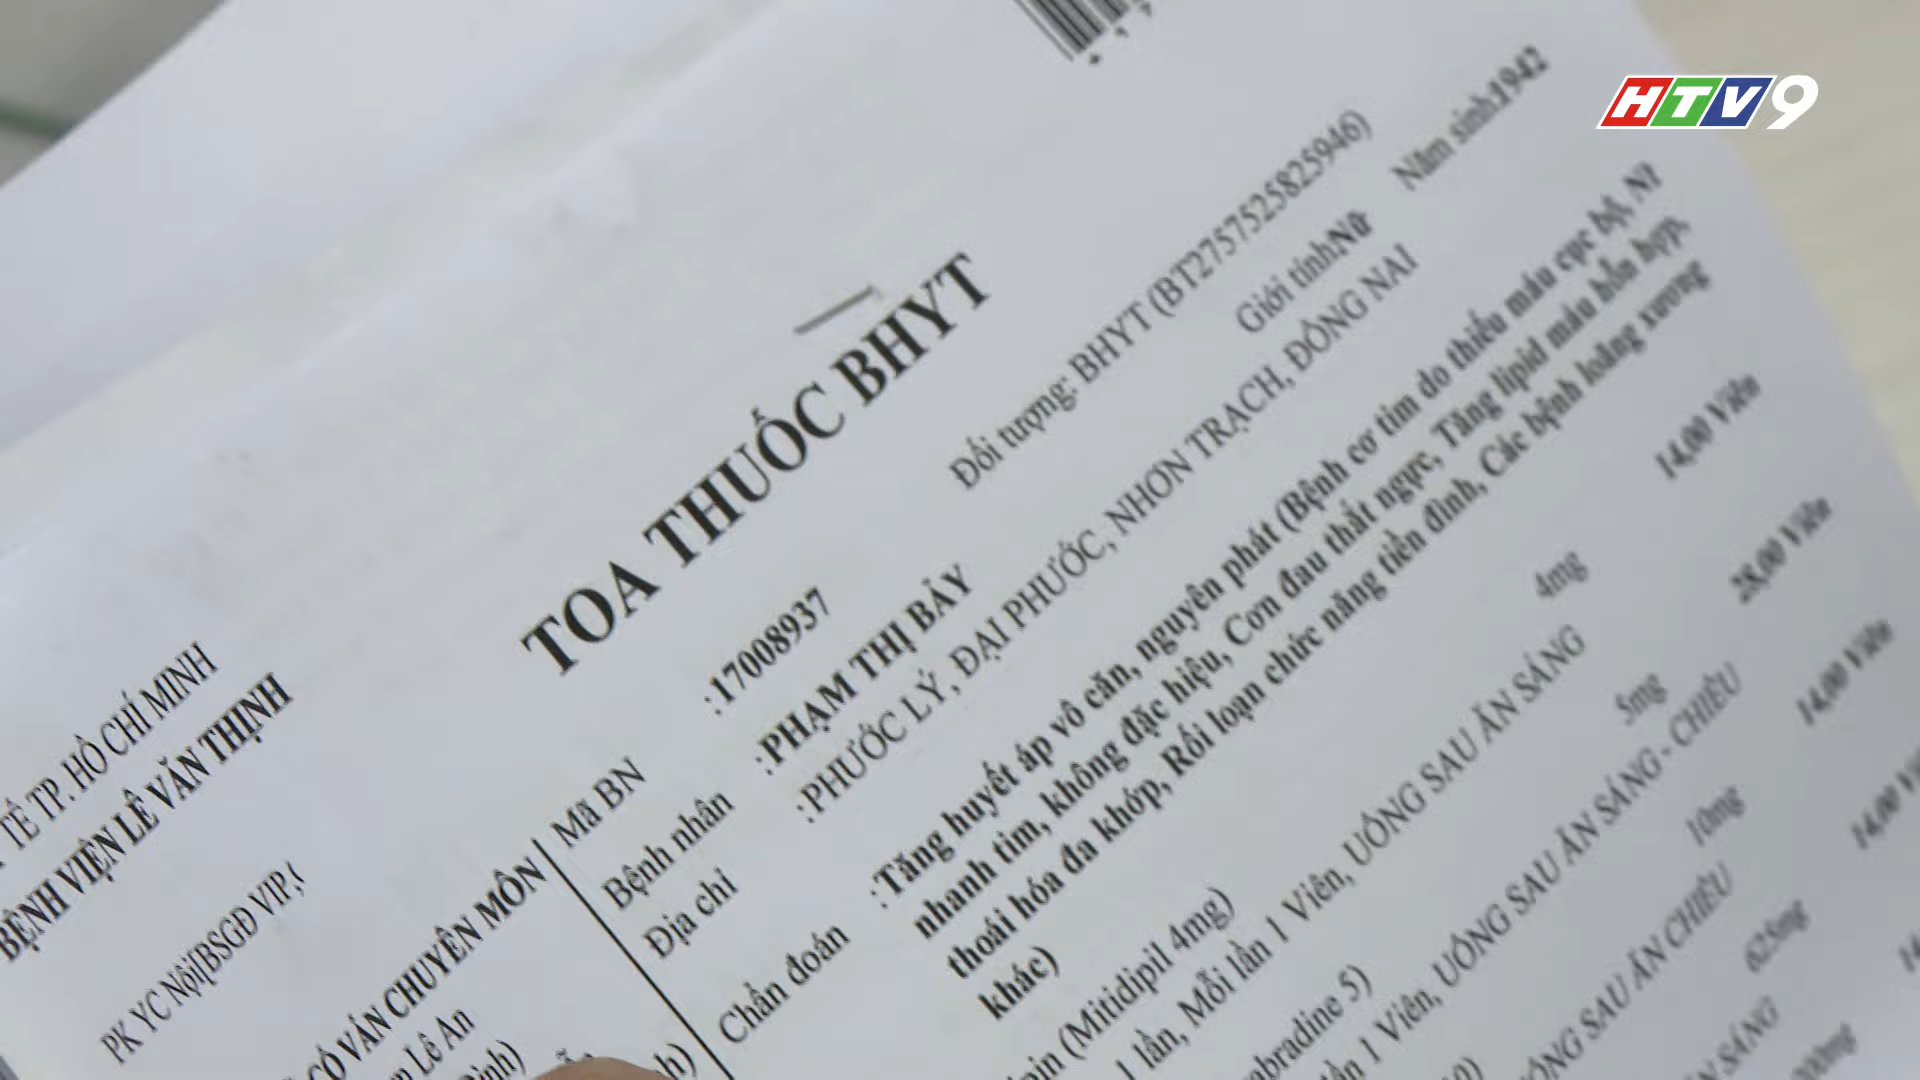 HTV9
TẾ TP. HỒ CHÍ MINH
BỆNH VIỆN LÊ VĂN THỊNH
PK YC Nội[BSGĐ VIP,(
CỐ VẤN CHUYÊN MÔN
Lê An
TOA THUỐC BHYT
Mã BN :17008937
Đối tượng: BHYT (BT2757525825946)
Bệnh nhân :PHẠM THỊ BẢY
Giới tính:Nữ
Năm sinh:1942
Địa chỉ :PHƯỚC LÝ, ĐẠI PHƯỚC, NHƠN TRẠCH, ĐỒNG NAI
Chẩn đoán :Tăng huyết áp vô căn, nguyên phát (Bệnh cơ tim do thiếu máu cục bộ, Nị
nhanh tim, không đặc hiệu, Cơn đau thắt ngực, Tăng lipid máu hỗn hợp,
thoái hóa đa khớp, Rối loạn chức năng tiền đình, Các bệnh loãng xương
khác)
(Mitidipil 4mg) 4mg 14,00 Viên
1 lần, Mỗi lần 1 Viên, UỐNG SAU ĂN SÁNG
5) 5mg 28,00 Viên
1 Viên, UỐNG SAU ĂN SÁNG - CHIỀU
10mg 14,00 Viên
SAU ĂN CHIỀU
625mg 14,00
SÁNG